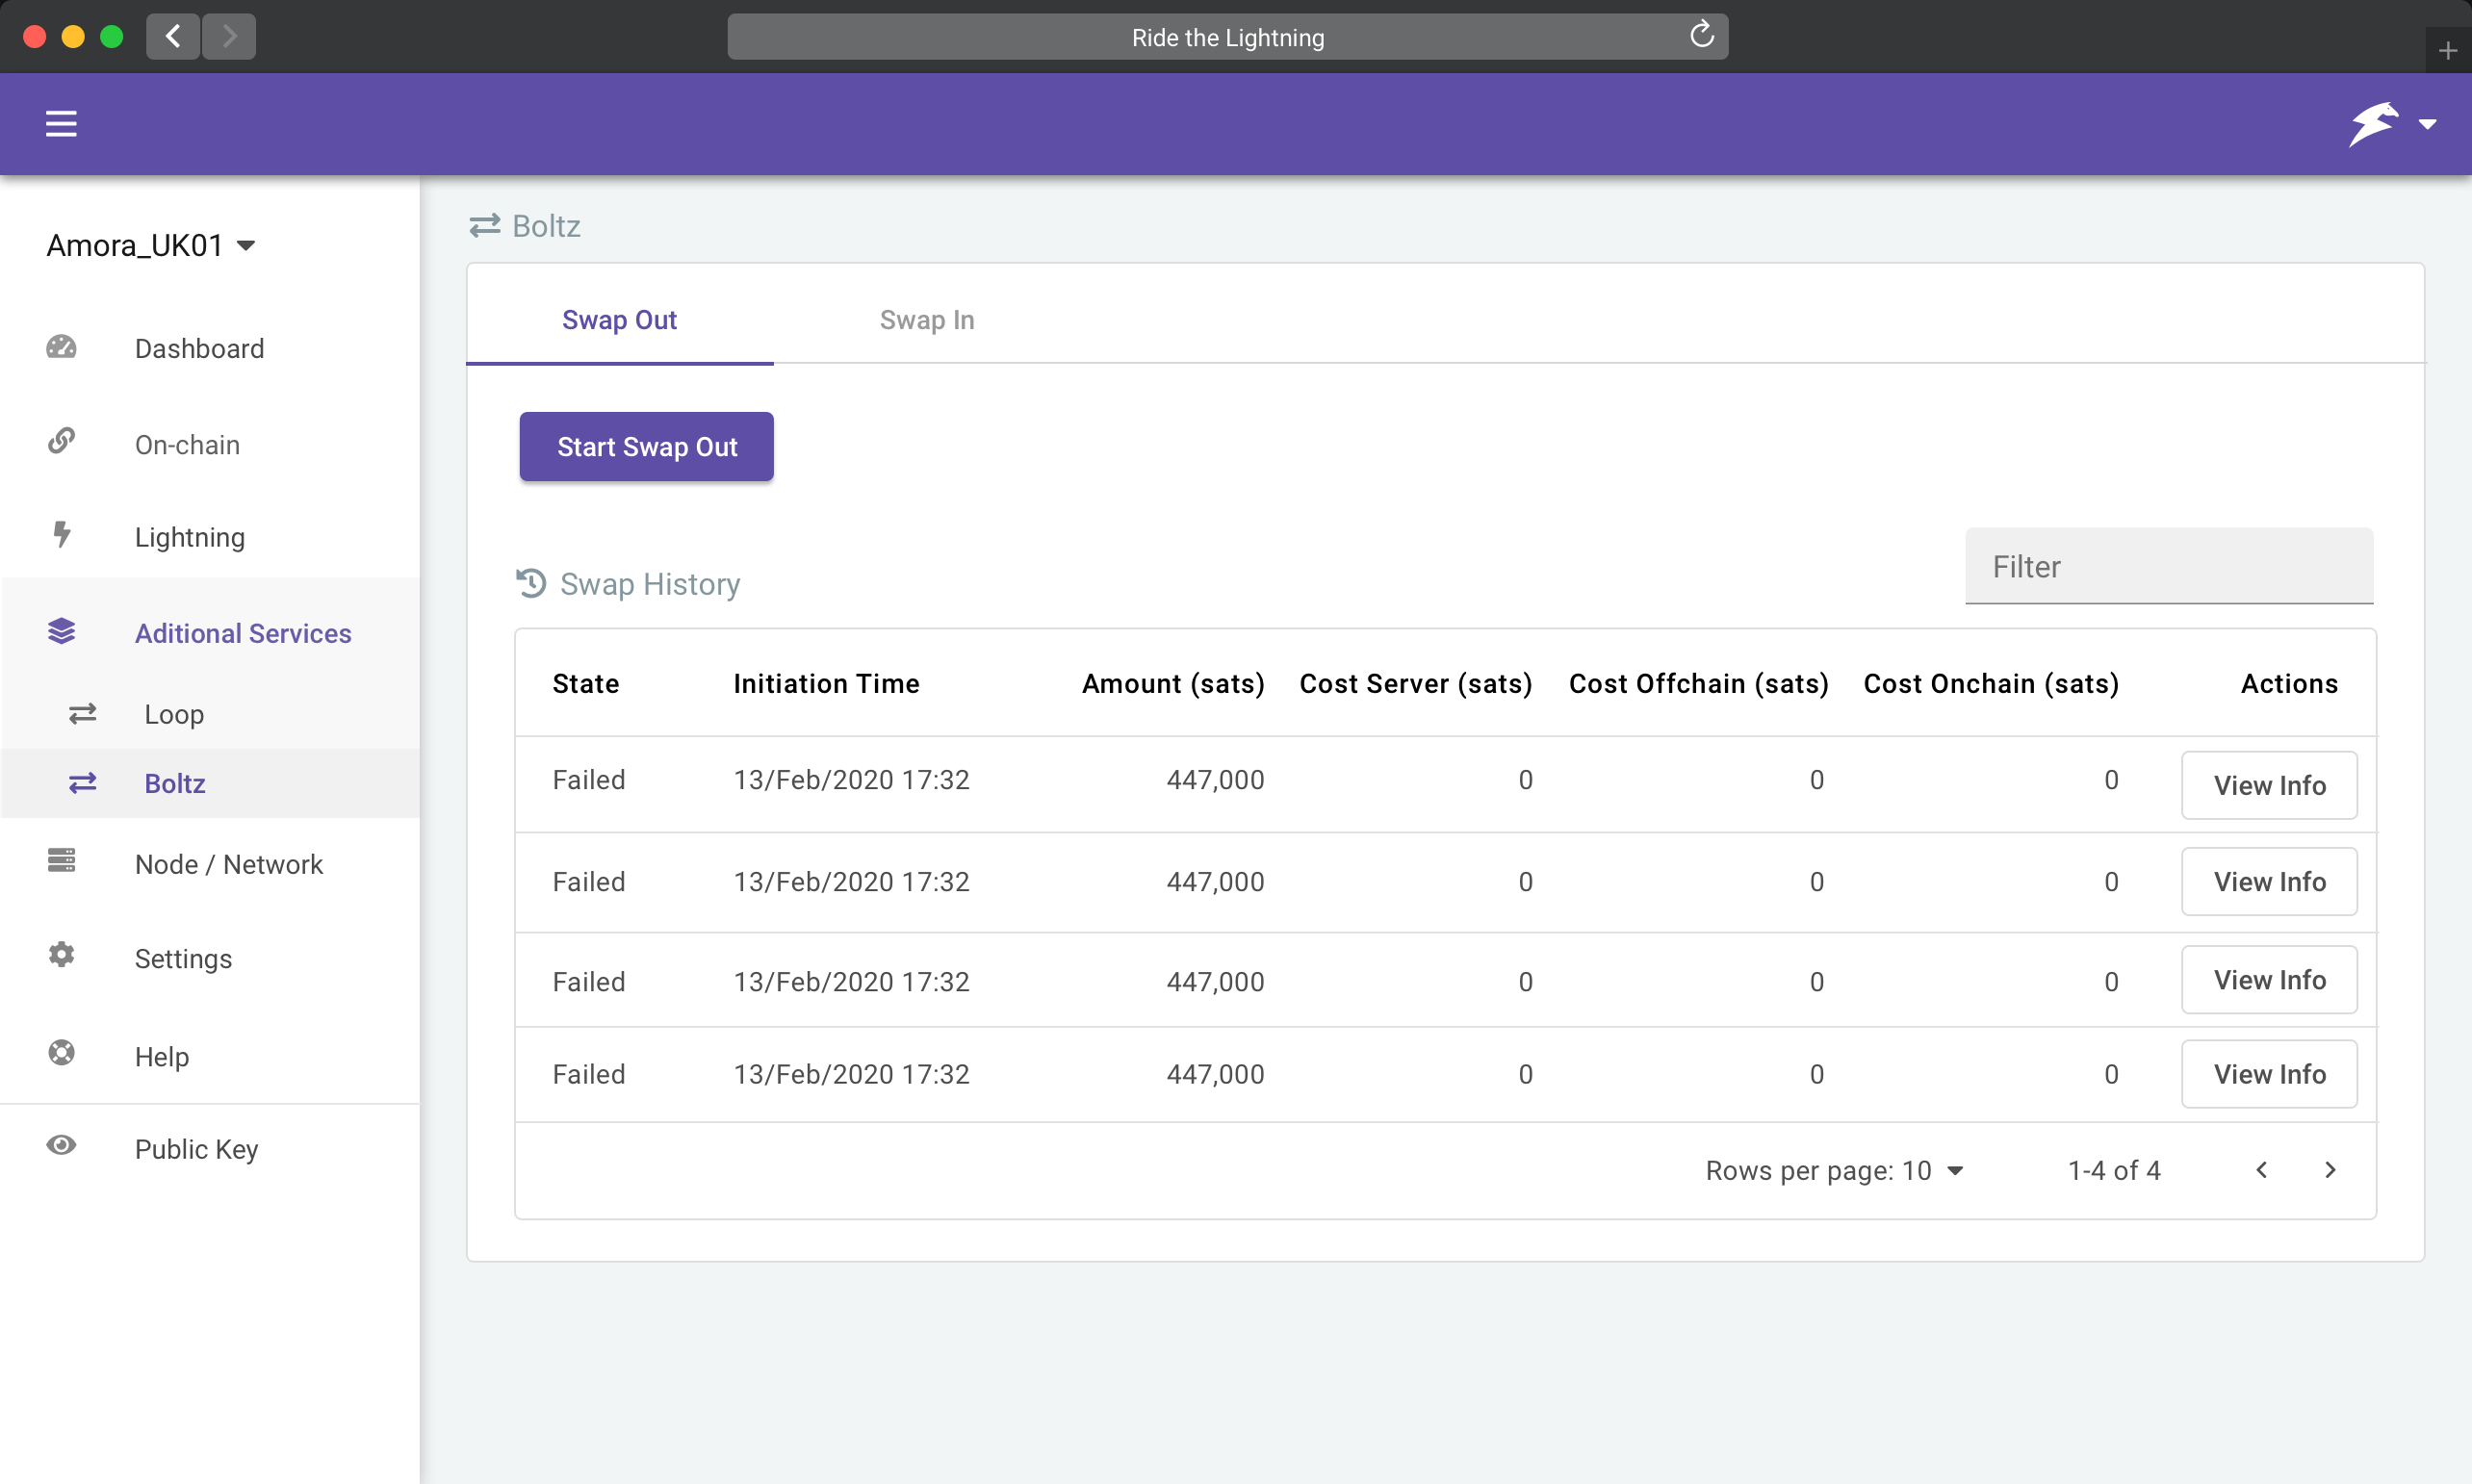 Ride the Lightning
Amora_UK01
Dashboard
On-chain
Lightning
Aditional Services
Loop
Boltz
Node / Network
Settings
Help
Public Key
Boltz
Swap Out Swap In
Start Swap Out
Swap History
Filter
State Initiation Time Amount (sats) Cost Server (sats) Cost Offchain (sats) Cost Onchain (sats) Actions
Failed 13/Feb/2020 17:32 447,000 0 0 0 View Info
Failed 13/Feb/2020 17:32 447,000 0 0 0 View Info
Failed 13/Feb/2020 17:32 447,000 0 0 0 View Info
Failed 13/Feb/2020 17:32 447,000 0 0 0 View Info
Rows per page: 10 1-4 of 4